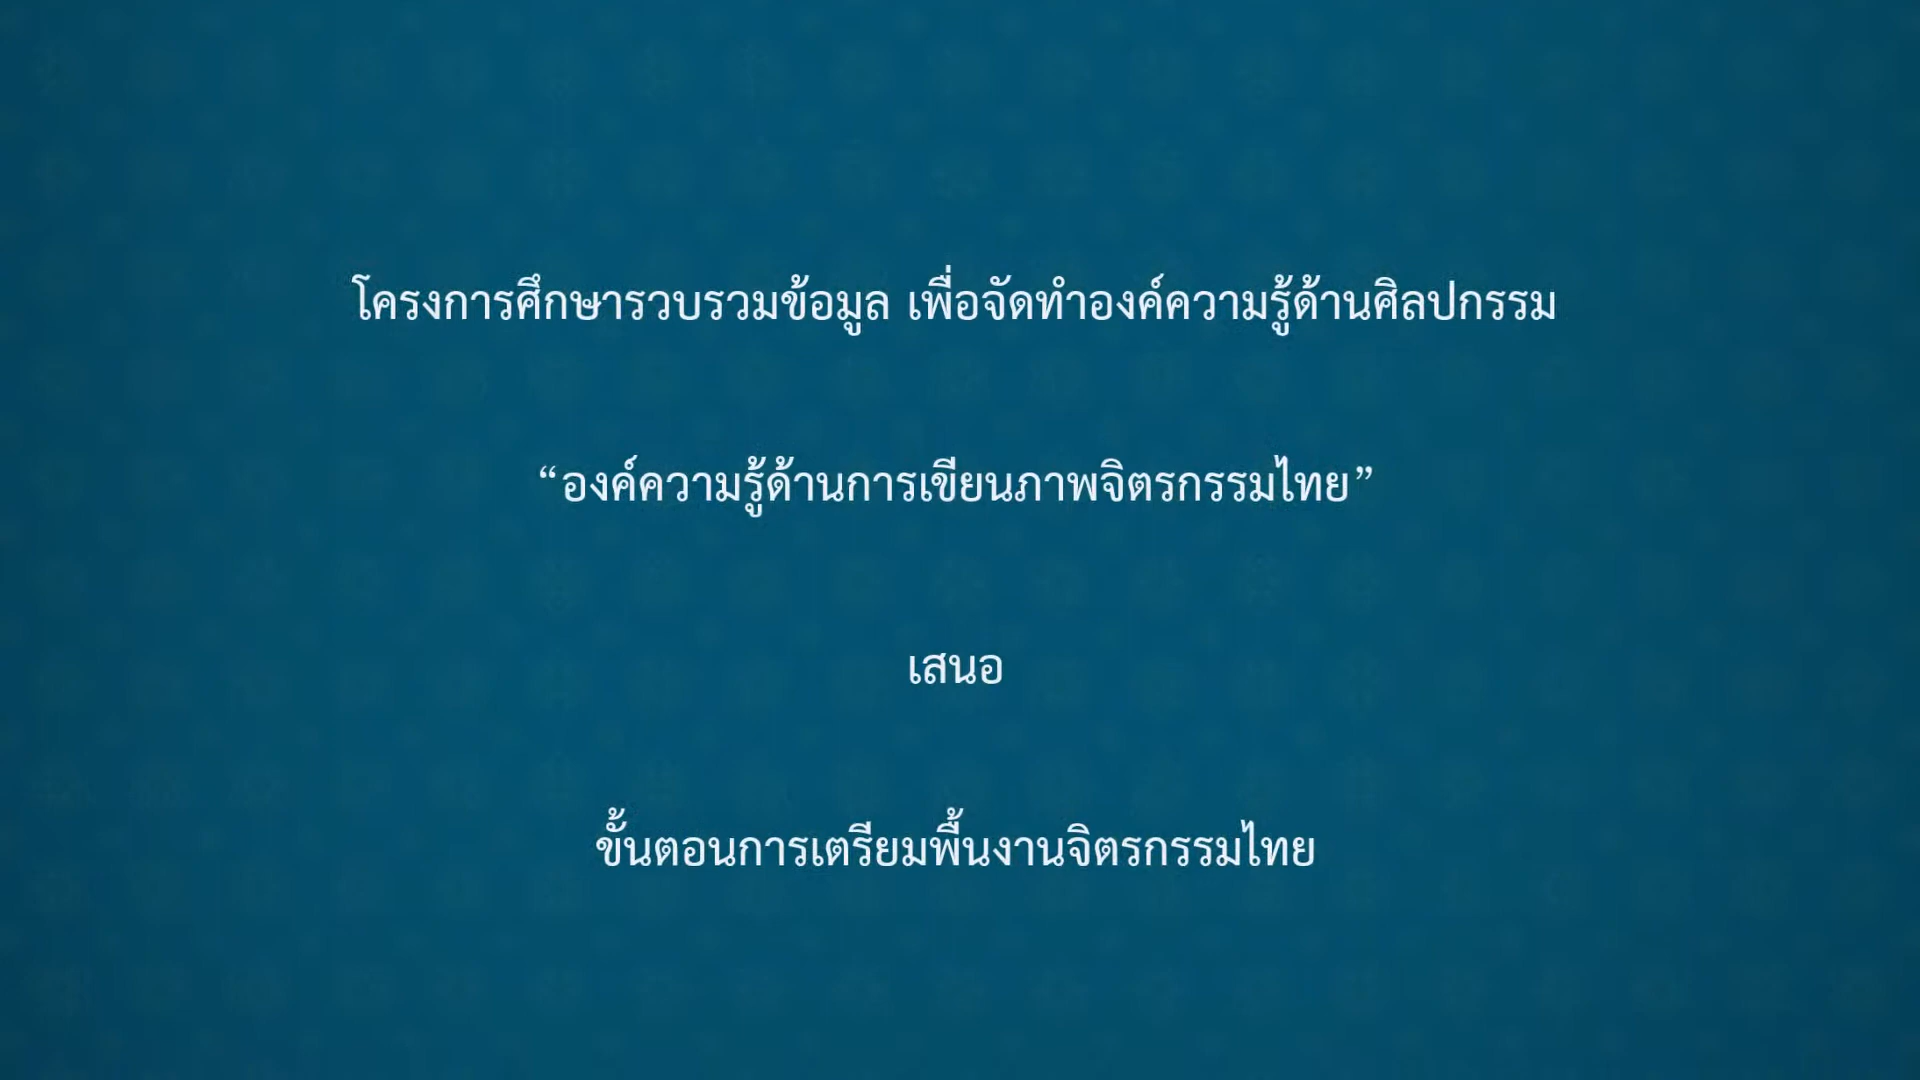 โครงการศึกษารวบรวมข้อมูล เพื่อจัดทำองค์ความรู้ด้านศิลปกรรม
“องค์ความรู้ด้านการเขียนภาพจิตรกรรมไทย”
เสนอ
ขั้นตอนการเตรียมพื้นงานจิตรกรรมไทย